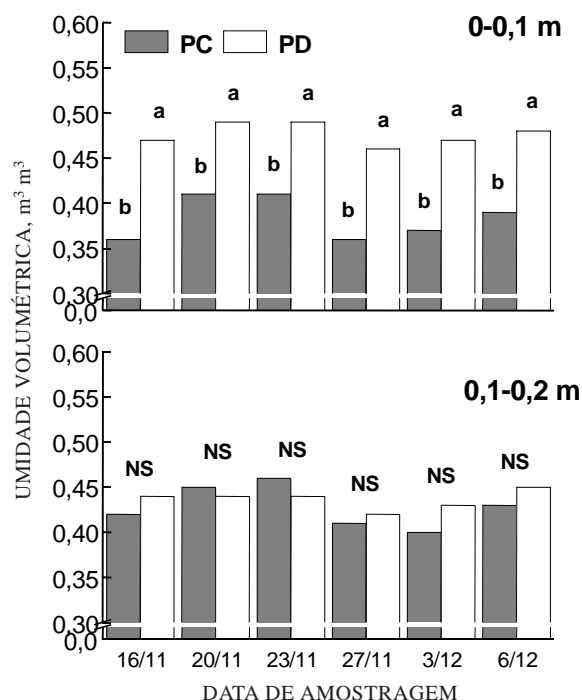 0-0,1 m
PC PD
0,60
0,55
0,50
0,45
0,40
0,35
0,30
0,0
a a a a a a
b b b b b b
UMIDADE VOLUMÉTRICA, m³ m³
0,1-0,2 m
0,60
0,55
0,50
0,45
0,40
0,35
0,30
0,0
NS NS NS NS NS NS
16/11 20/11 23/11 27/11 3/12 6/12
DATA DE AMOSTRAGEM